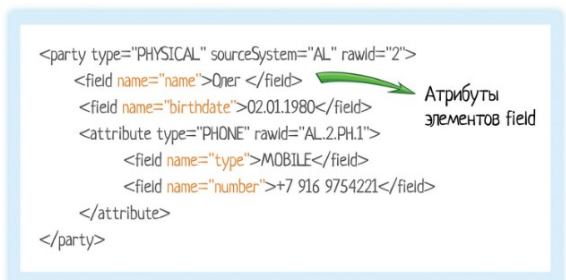 <party type="PHYSICAL" sourceSystem="AL" rawId="2">
<field name="name">Олег </field>
<field name="birthdate">02.01.1980</field>
<attribute type="PHONE" rawId="AL.2.PH.1">
<field name="type">MOBILE</field>
<field name="number">+7 916 9754221</field>
</attribute>
</party>
Атрибуты
элементов field